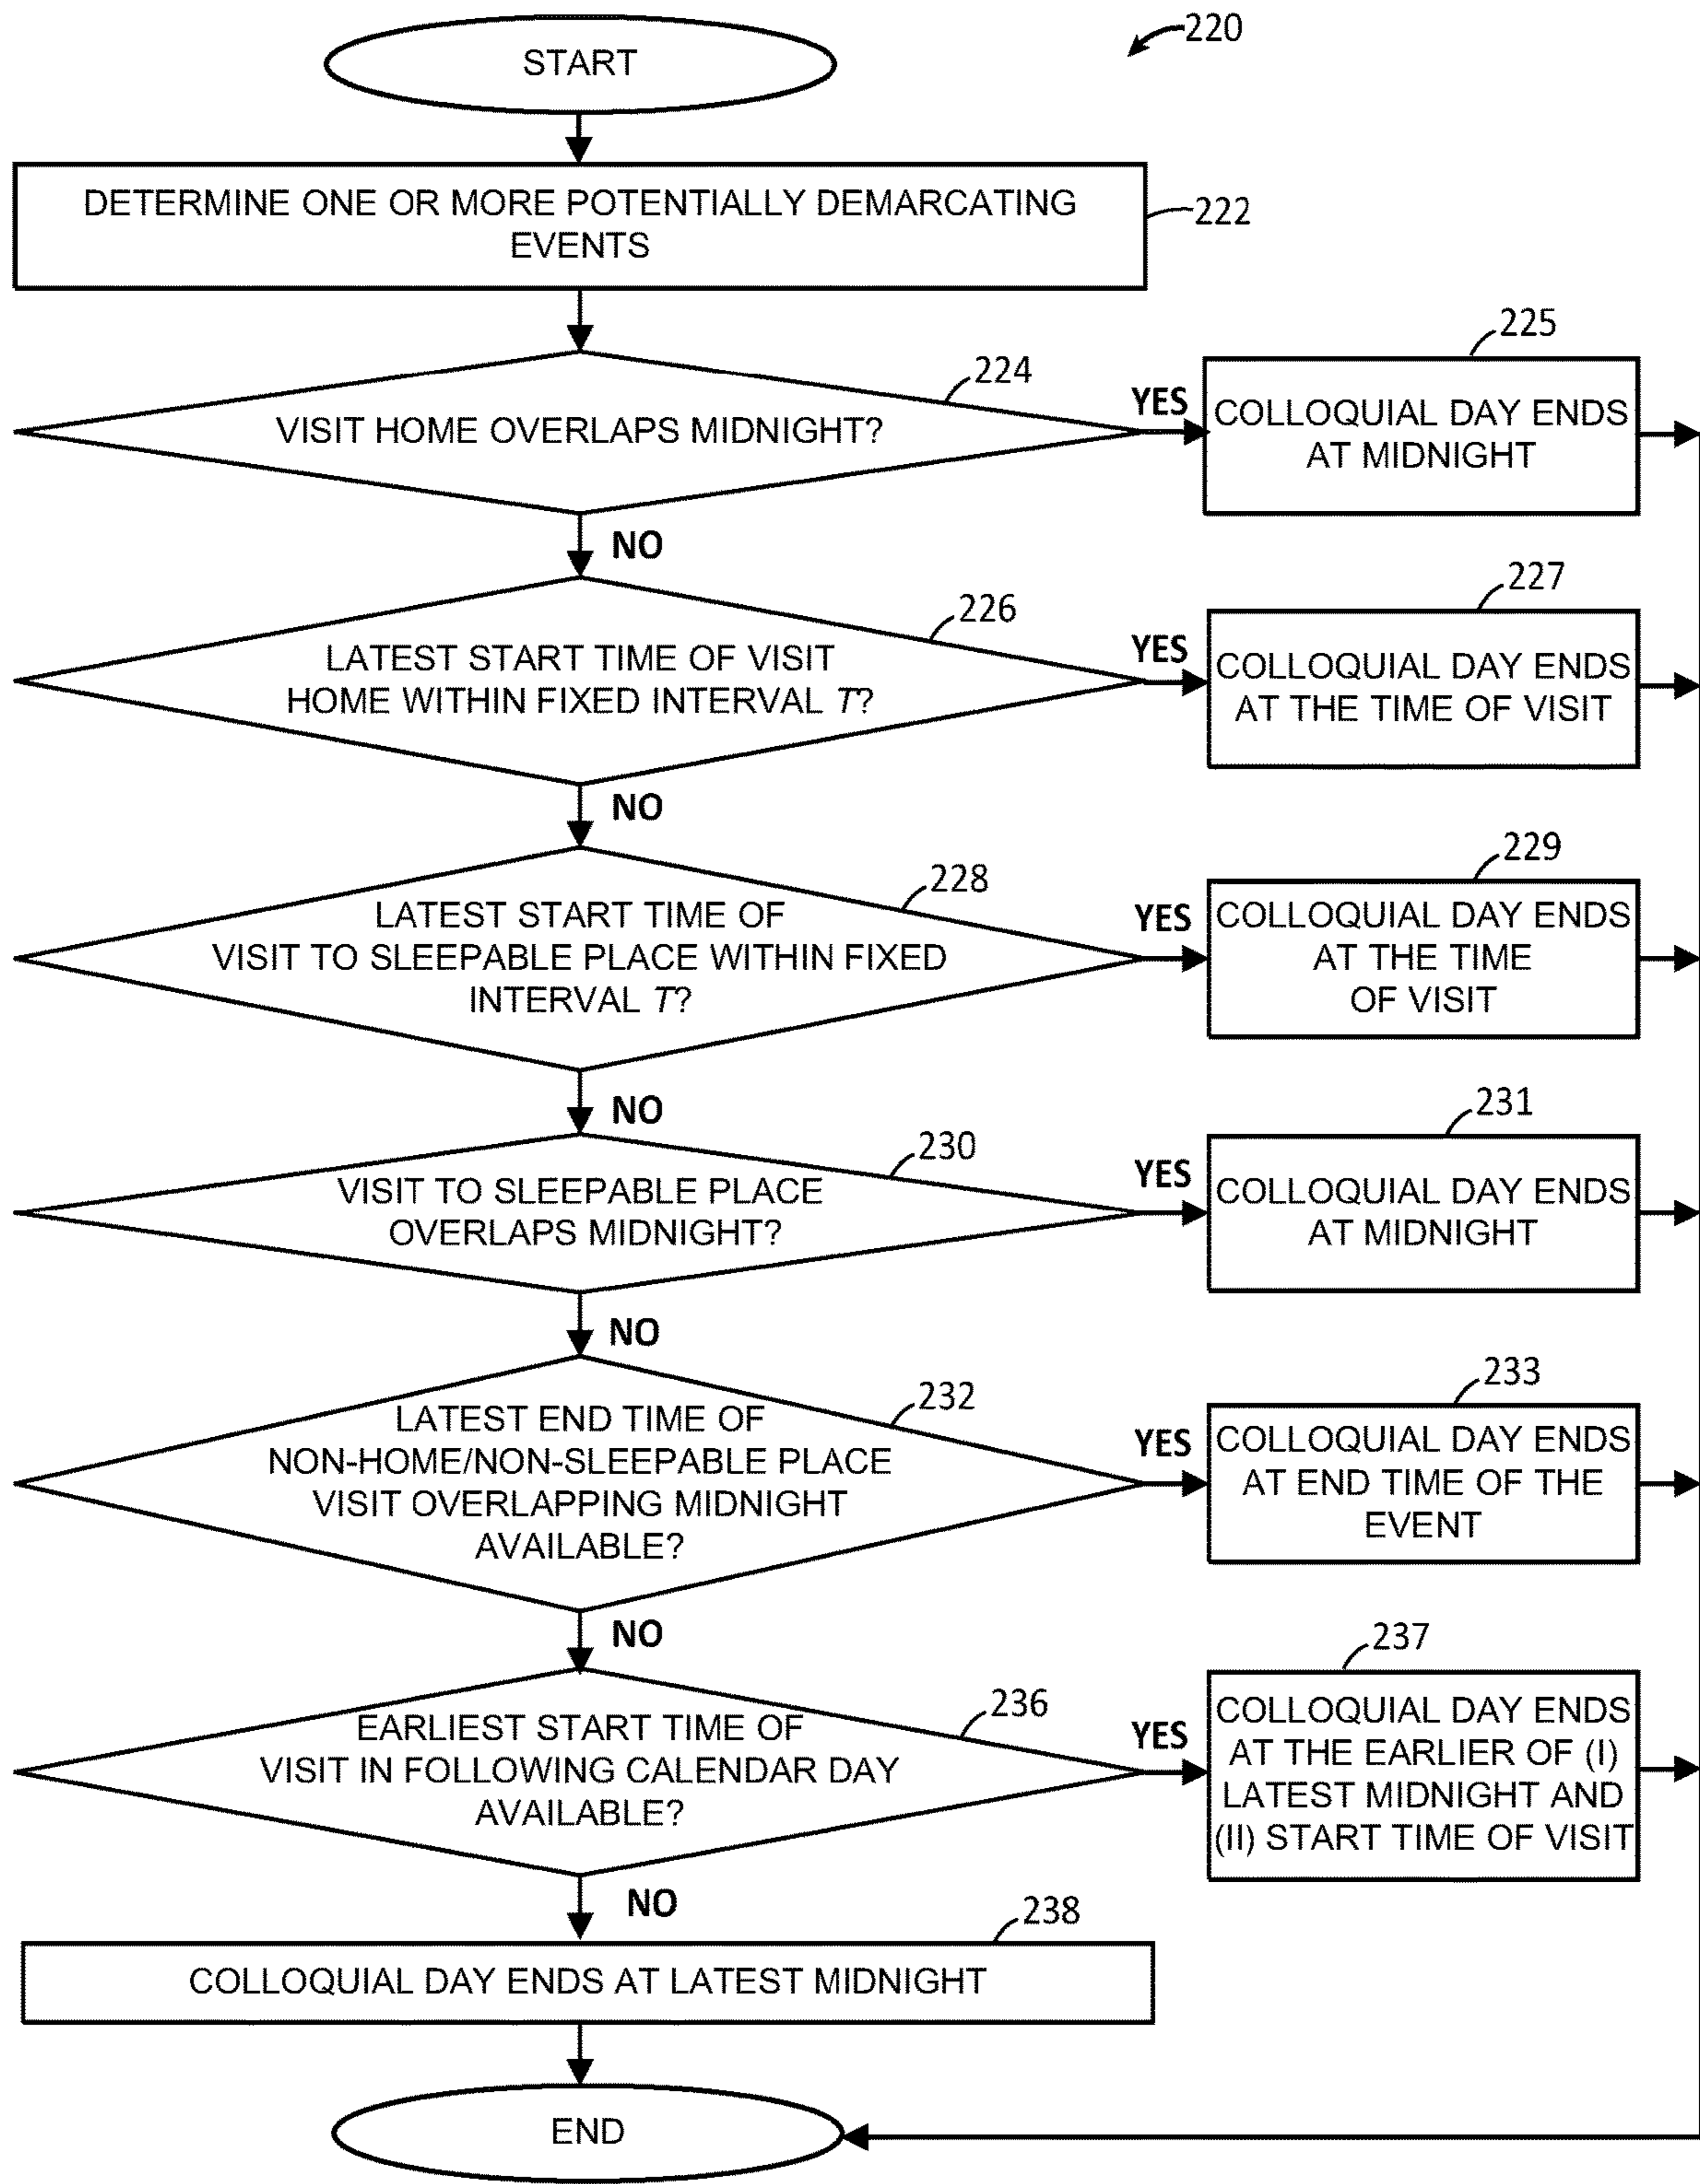 220
START
DETERMINE ONE OR MORE POTENTIALLY DEMARCATING
EVENTS
222
224
VISIT HOME OVERLAPS MIDNIGHT?
YES
225
COLLOQUIAL DAY ENDS
AT MIDNIGHT
NO
226
LATEST START TIME OF VISIT
HOME WITHIN FIXED INTERVAL T?
YES
227
COLLOQUIAL DAY ENDS
AT THE TIME OF VISIT
NO
228
LATEST START TIME OF
VISIT TO SLEEPABLE PLACE WITHIN FIXED
INTERVAL T?
YES
229
COLLOQUIAL DAY ENDS
AT THE TIME
OF VISIT
NO
230
VISIT TO SLEEPABLE PLACE
OVERLAPS MIDNIGHT?
YES
231
COLLOQUIAL DAY ENDS
AT MIDNIGHT
NO
232
LATEST END TIME OF
NON-HOME/NON-SLEEPABLE PLACE
VISIT OVERLAPPING MIDNIGHT
AVAILABLE?
YES
233
COLLOQUIAL DAY ENDS
AT END TIME OF THE
EVENT
NO
236
EARLIEST START TIME OF
VISIT IN FOLLOWING CALENDAR DAY
AVAILABLE?
YES
237
COLLOQUIAL DAY ENDS
AT THE EARLIER OF (I)
LATEST MIDNIGHT AND
(II) START TIME OF VISIT
NO
238
COLLOQUIAL DAY ENDS AT LATEST MIDNIGHT
END